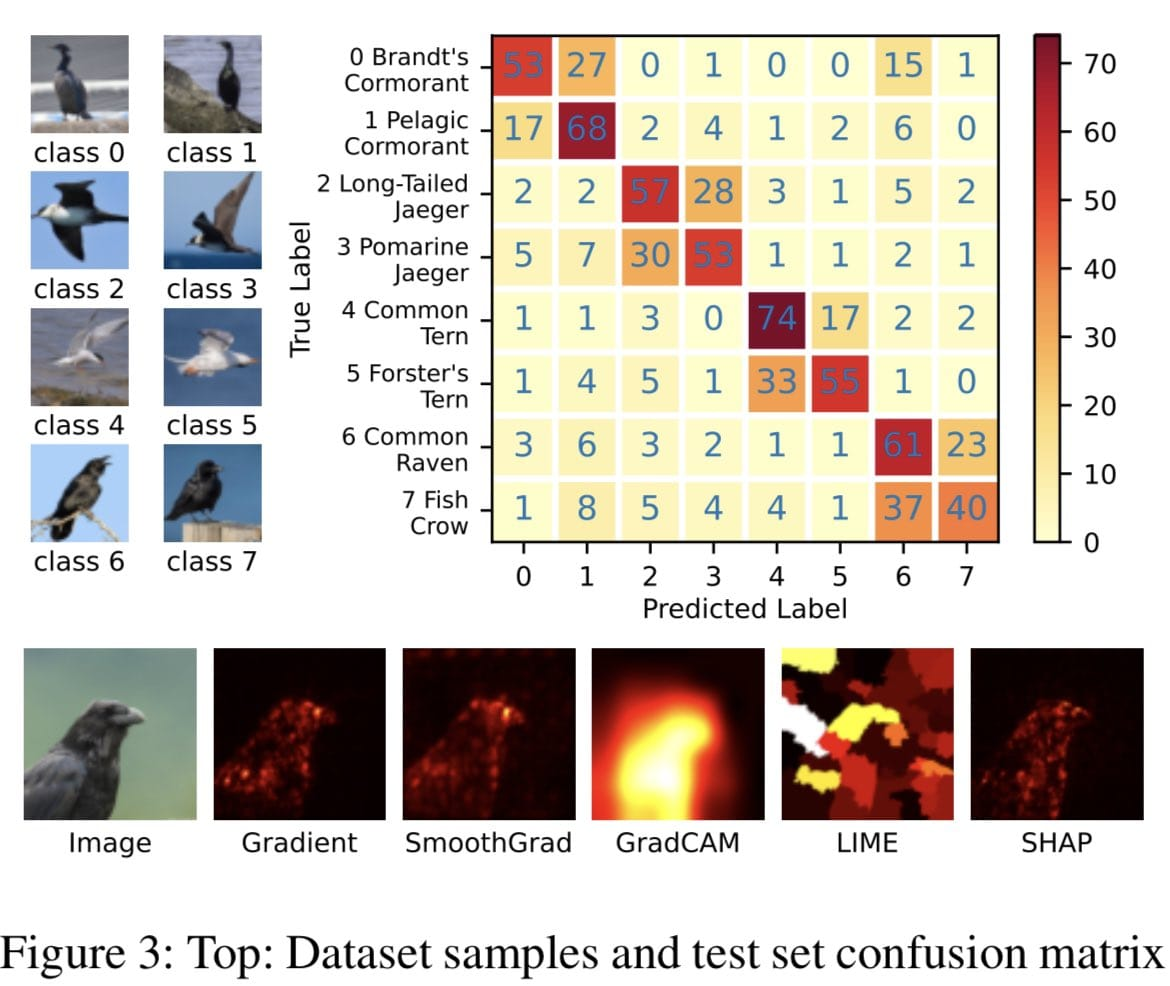 class 0 class 1
class 2 class 3
class 4 class 5
class 6 class 7
True Label
0 Brandt's
Cormorant
53 27 0 1 0 0 15 1
1 Pelagic
Cormorant
17 68 2 4 1 2 6 0
2 Long-Tailed
Jaeger
2 2 57 28 3 1 5 2
3 Pomarine
Jaeger
5 7 30 53 1 1 2 1
4 Common
Tern
1 1 3 0 74 17 2 2
5 Forster's
Tern
1 4 5 1 33 55 1 0
6 Common
Raven
3 6 3 2 1 1 61 23
7 Fish
Crow
1 8 5 4 4 1 37 40
0 1 2 3 4 5 6 7
Predicted Label
70
60
50
40
30
20
10
0
Image Gradient SmoothGrad GradCAM LIME SHAP
Figure 3: Top: Dataset samples and test set confusion matrix